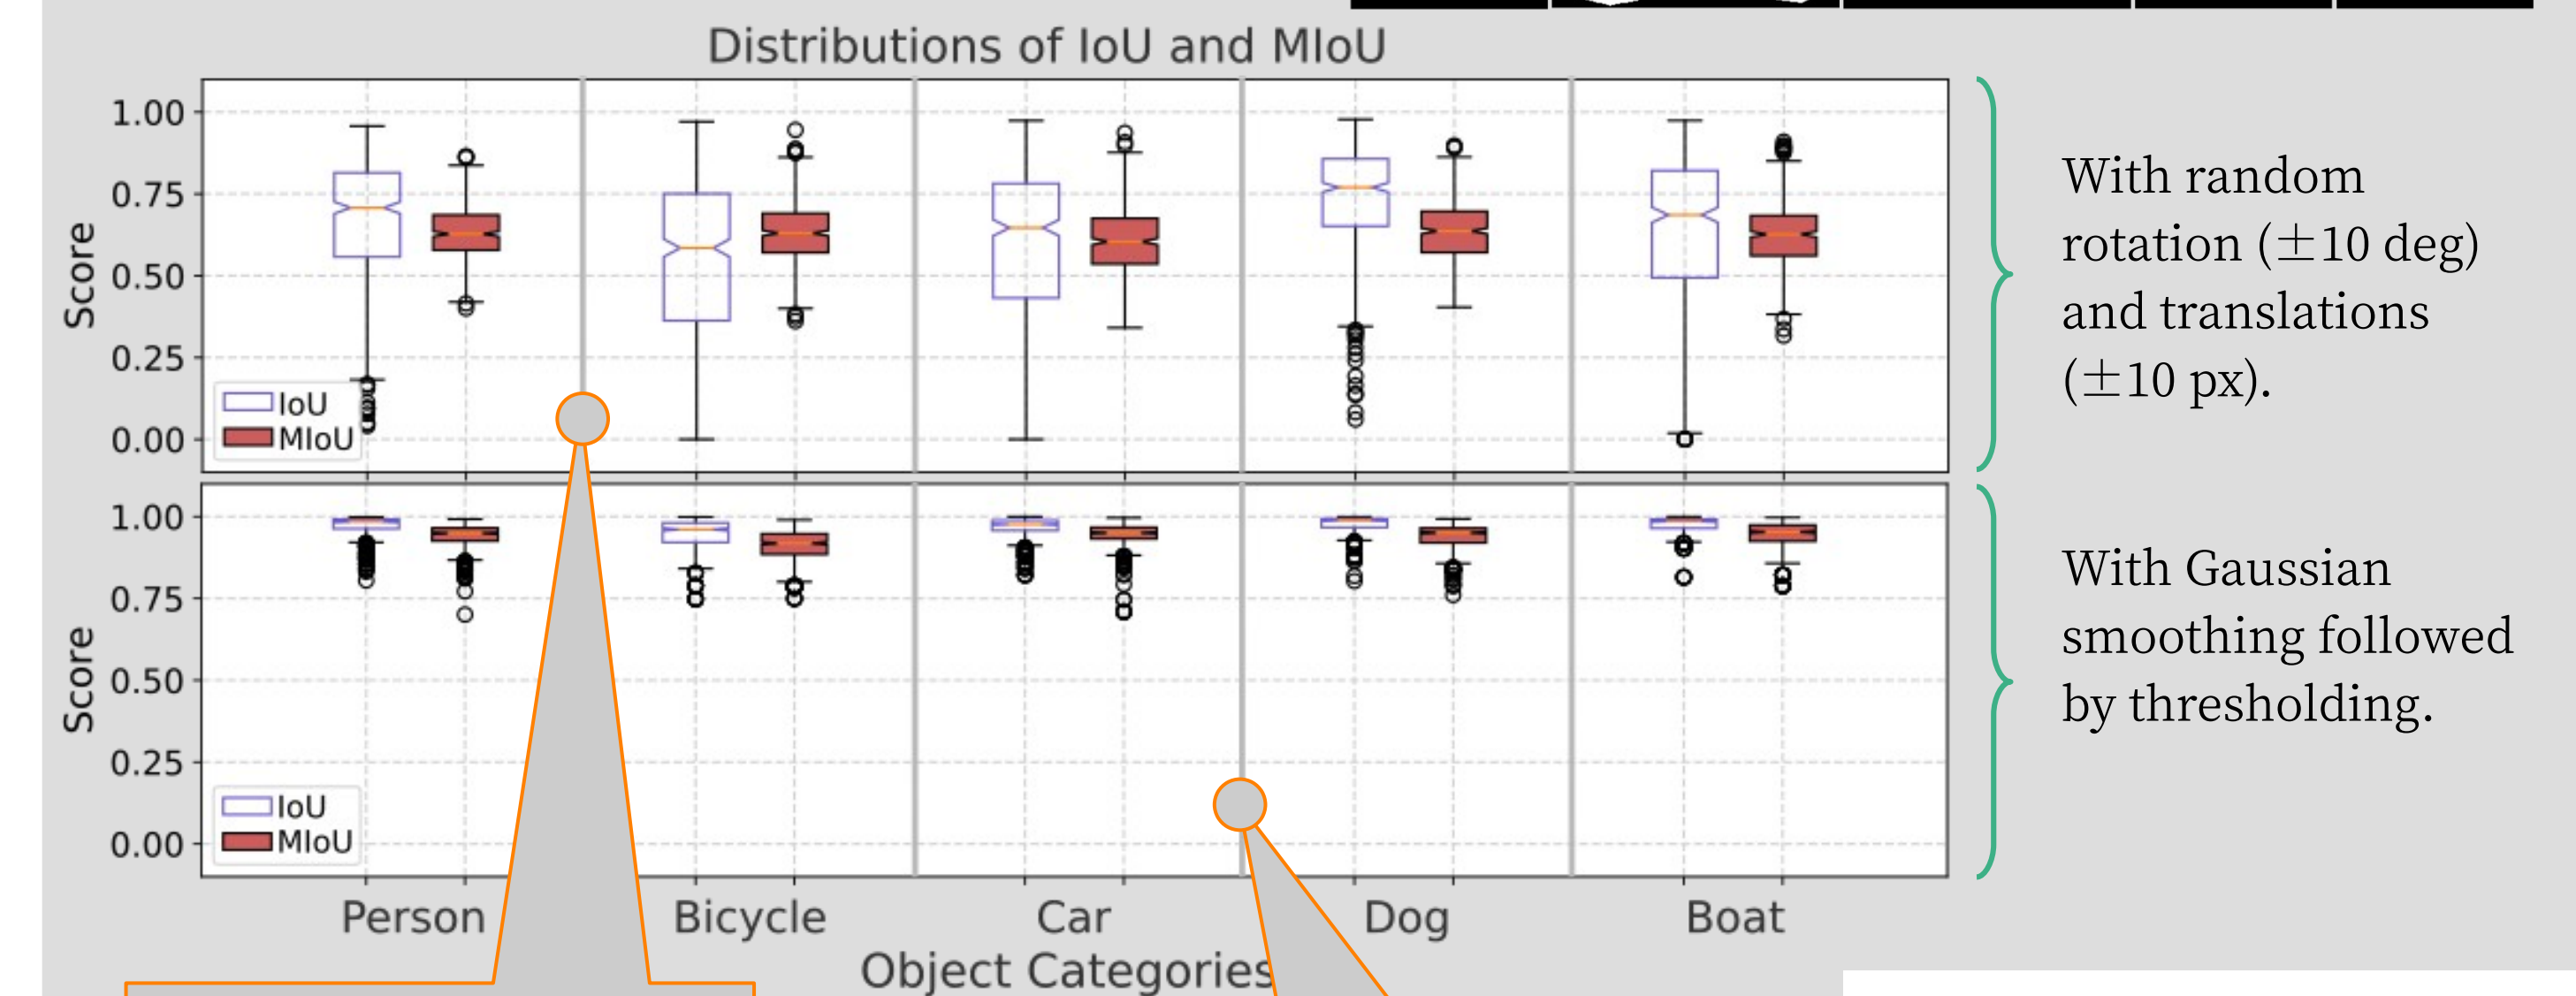 Distributions of IoU and MIoU
1.00
0.75
0.50
0.25
0.00
Score
IoU
MIoU
With random
rotation (±10 deg)
and translations
(±10 px).
1.00
0.75
0.50
0.25
0.00
Score
IoU
MIoU
With Gaussian
smoothing followed
by thresholding.
Person
Bicycle
Car
Dog
Boat
Object Categories